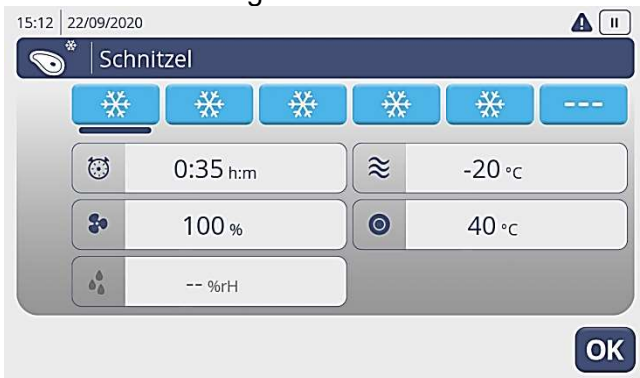 15:12 22/09/2020
Schnitzel
---
0:35 h:m
-20 °C
100 %
40 °C
-- %rH
OK